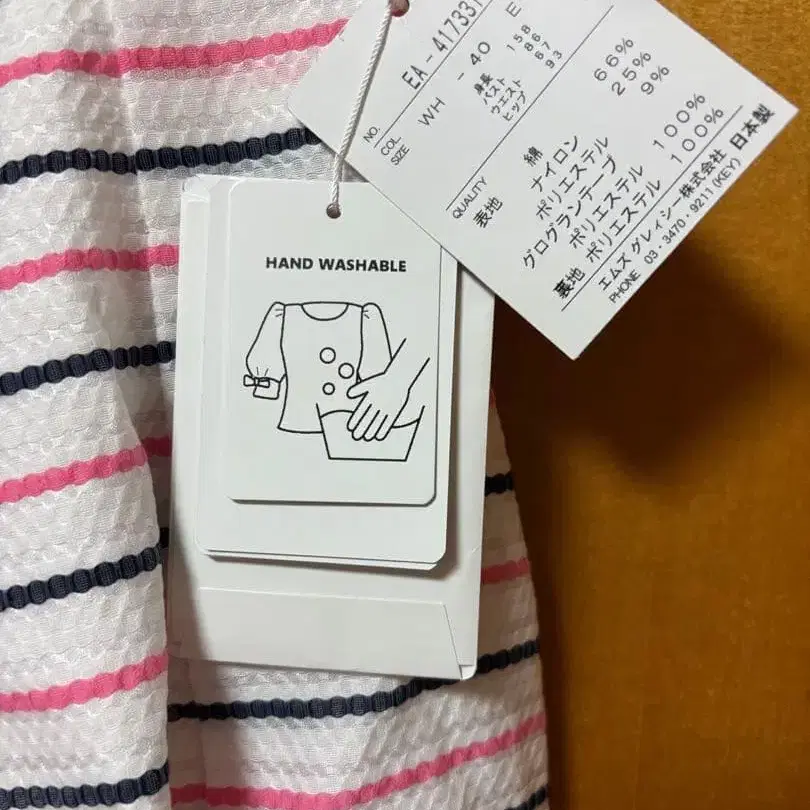 NO. EA-417337
COL. WH
SIZE -40 E
身長 158
バスト 86
ウエスト 67
ヒップ 93
QUALITY
表地 綿 66%
ナイロン 25%
ポリエステル 9%
グログランテープ
ポリエステル 100%
裏地 ポリエステル 100%
エムズ グレイシー株式会社 日本製
PHONE 03・3470・9211(KEY)
HAND WASHABLE